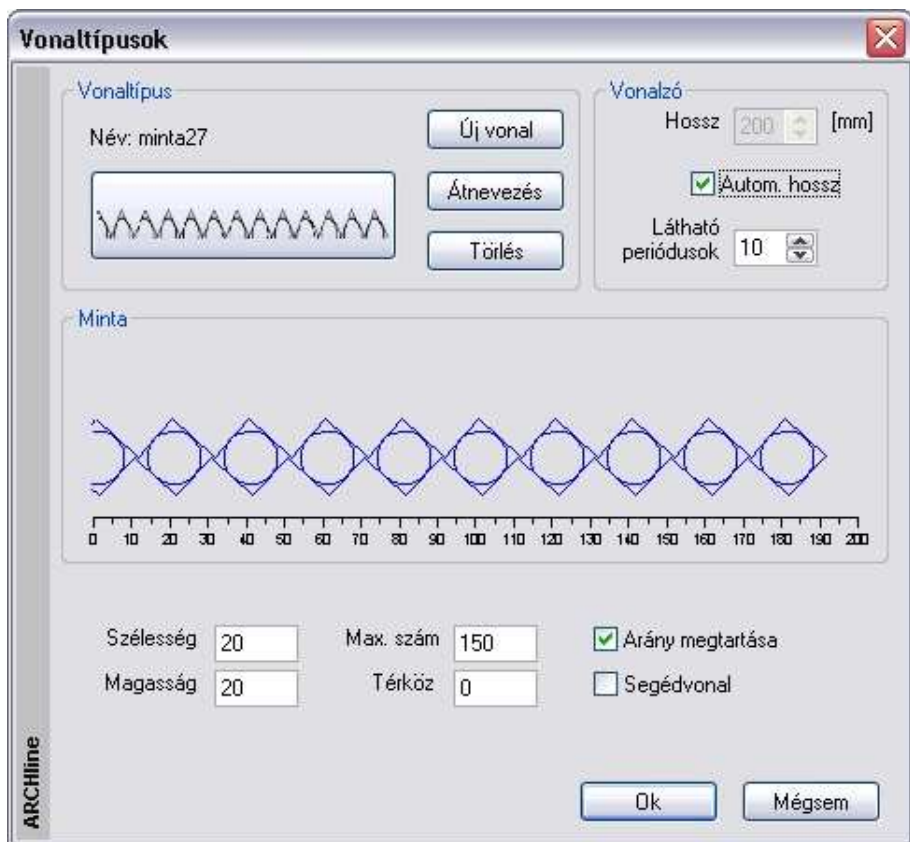 Vonaltípusok
Vonaltípus
Név: minta27
Új vonal
Átnevezés
Törlés
Vonalzó
Hossz 200 [mm]
Autom. hossz
Látható
periódusok 10
Minta
0 10 20 30 40 50 60 70 80 90 100 110 120 130 140 150 160 170 180 190 200
Szélesség 20 Max. szám 150 Arány megtartása
Magasság 20 Térköz 0 Segédvonal
Ok Mégsem
ARCHline